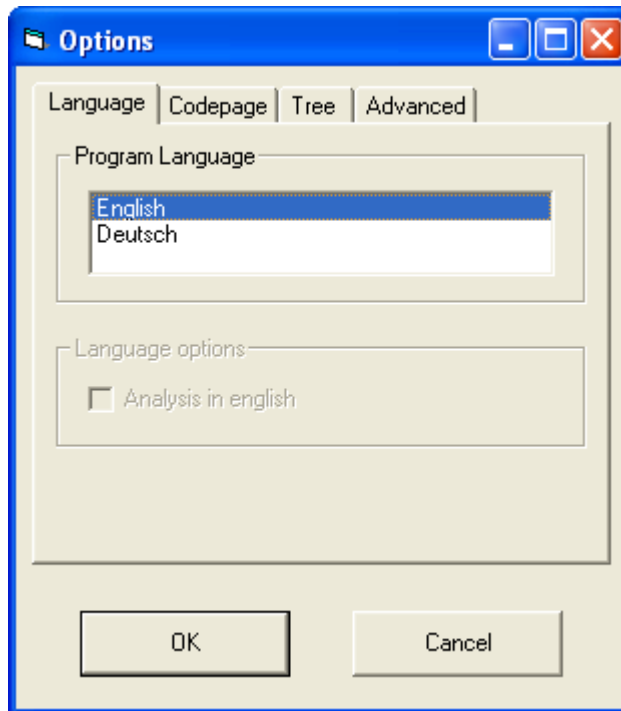 Options
Language Codepage Tree Advanced
Program Language
English
Deutsch
Language options
Analysis in english
OK Cancel